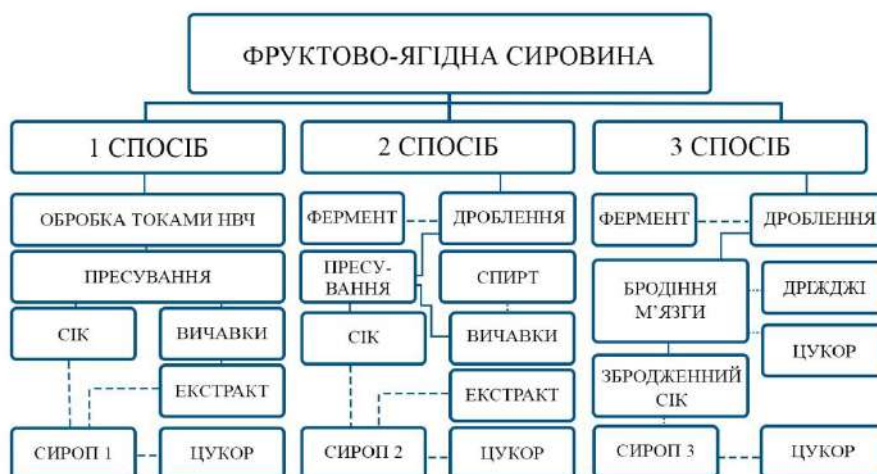 ФРУКТОВО-ЯГІДНА СИРОВИНА
1 СПОСІБ
ОБРОБКА ТОКАМИ НВЧ
ПРЕСУВАННЯ
СІК
ВИЧАВКИ
ЕКСТРАКТ
СИРОП 1
ЦУКОР
2 СПОСІБ
ФЕРМЕНТ
ДРОБЛЕННЯ
ПРЕСУ-
ВАННЯ
СПИРТ
СІК
ВИЧАВКИ
ЕКСТРАКТ
СИРОП 2
ЦУКОР
3 СПОСІБ
ФЕРМЕНТ
ДРОБЛЕННЯ
БРОДІННЯ
М’ЯЗГИ
ДРІЖДЖІ
ЦУКОР
ЗБРОДЖЕННИЙ
СІК
СИРОП 3
ЦУКОР